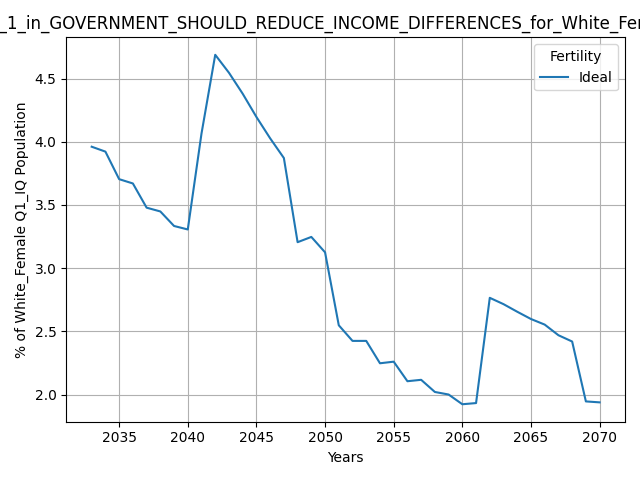 _1_in_GOVERNMENT_SHOULD_REDUCE_INCOME_DIFFERENCES_for_White_Fe
Fertility
Ideal
4.5
4.0
3.5
3.0
2.5
2.0
% of White_Female Q1_IQ Population
2035 2040 2045 2050 2055 2060 2065 2070
Years